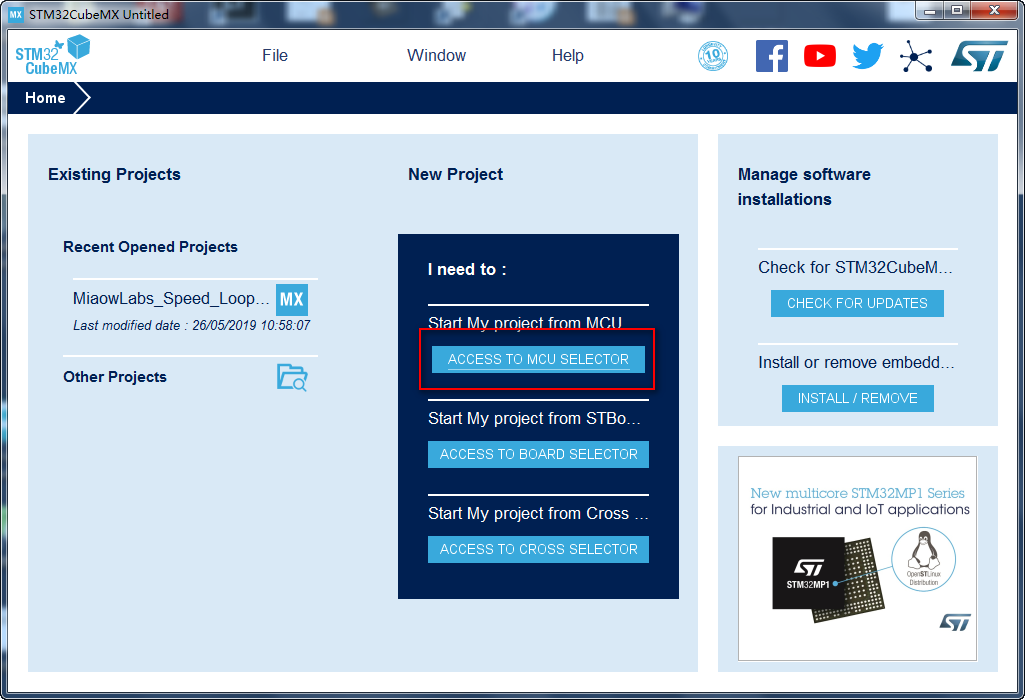 MX STM32CubeMX Untitled
STM32
CubeMX
File
Window
Help
Home
Existing Projects
Recent Opened Projects
MiaowLabs_Speed_Loop...
MX
Last modified date : 26/05/2019 10:58:07
Other Projects
New Project
I need to :
Start My project from MCU
ACCESS TO MCU SELECTOR
Start My project from STBo...
ACCESS TO BOARD SELECTOR
Start My project from Cross ...
ACCESS TO CROSS SELECTOR
Manage software
installations
Check for STM32CubeM...
CHECK FOR UPDATES
Install or remove embedd...
INSTALL / REMOVE
New multicore STM32MP1 Series
for Industrial and IoT applications
STM32MP1
OpenSTLinux
Distribution